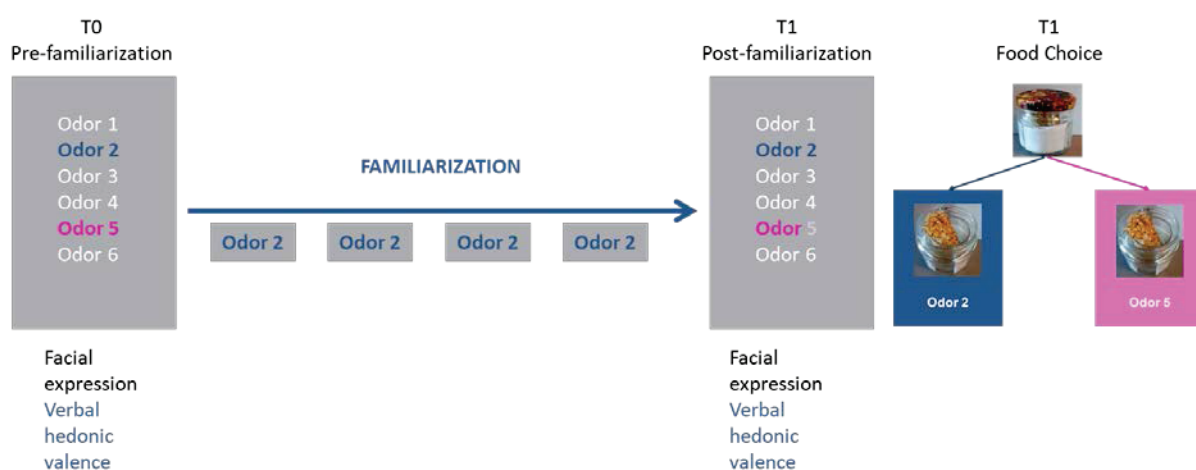 T0
Pre-familiarization
Odor 1
Odor 2
Odor 3
Odor 4
Odor 5
Odor 6
Facial
expression
Verbal
hedonic
valence
FAMILIARIZATION
Odor 2
Odor 2
Odor 2
Odor 2
T1
Post-familiarization
Odor 1
Odor 2
Odor 3
Odor 4
Odor 5
Odor 6
Facial
expression
Verbal
hedonic
valence
T1
Food Choice
Odor 2
Odor 5